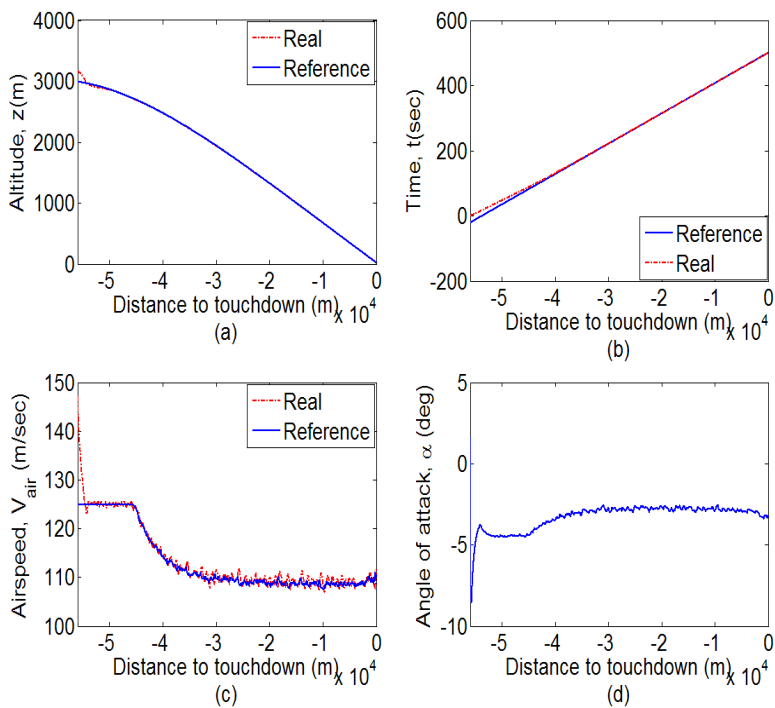 4000
3000
2000
1000
0
Altitude, z(m)
Real
Reference
-5 -4 -3 -2 -1 0
Distance to touchdown (m) x 10^4
(a)
600
400
200
0
-200
Time, t(sec)
Reference
Real
-5 -4 -3 -2 -1 0
Distance to touchdown (m) x 10^4
(b)
150
140
130
120
110
100
Airspeed, V_air (m/sec)
Real
Reference
-5 -4 -3 -2 -1 0
Distance to touchdown (m) x 10^4
(c)
5
0
-5
-10
Angle of attack, α (deg)
-5 -4 -3 -2 -1 0
Distance to touchdown (m) x 10^4
(d)